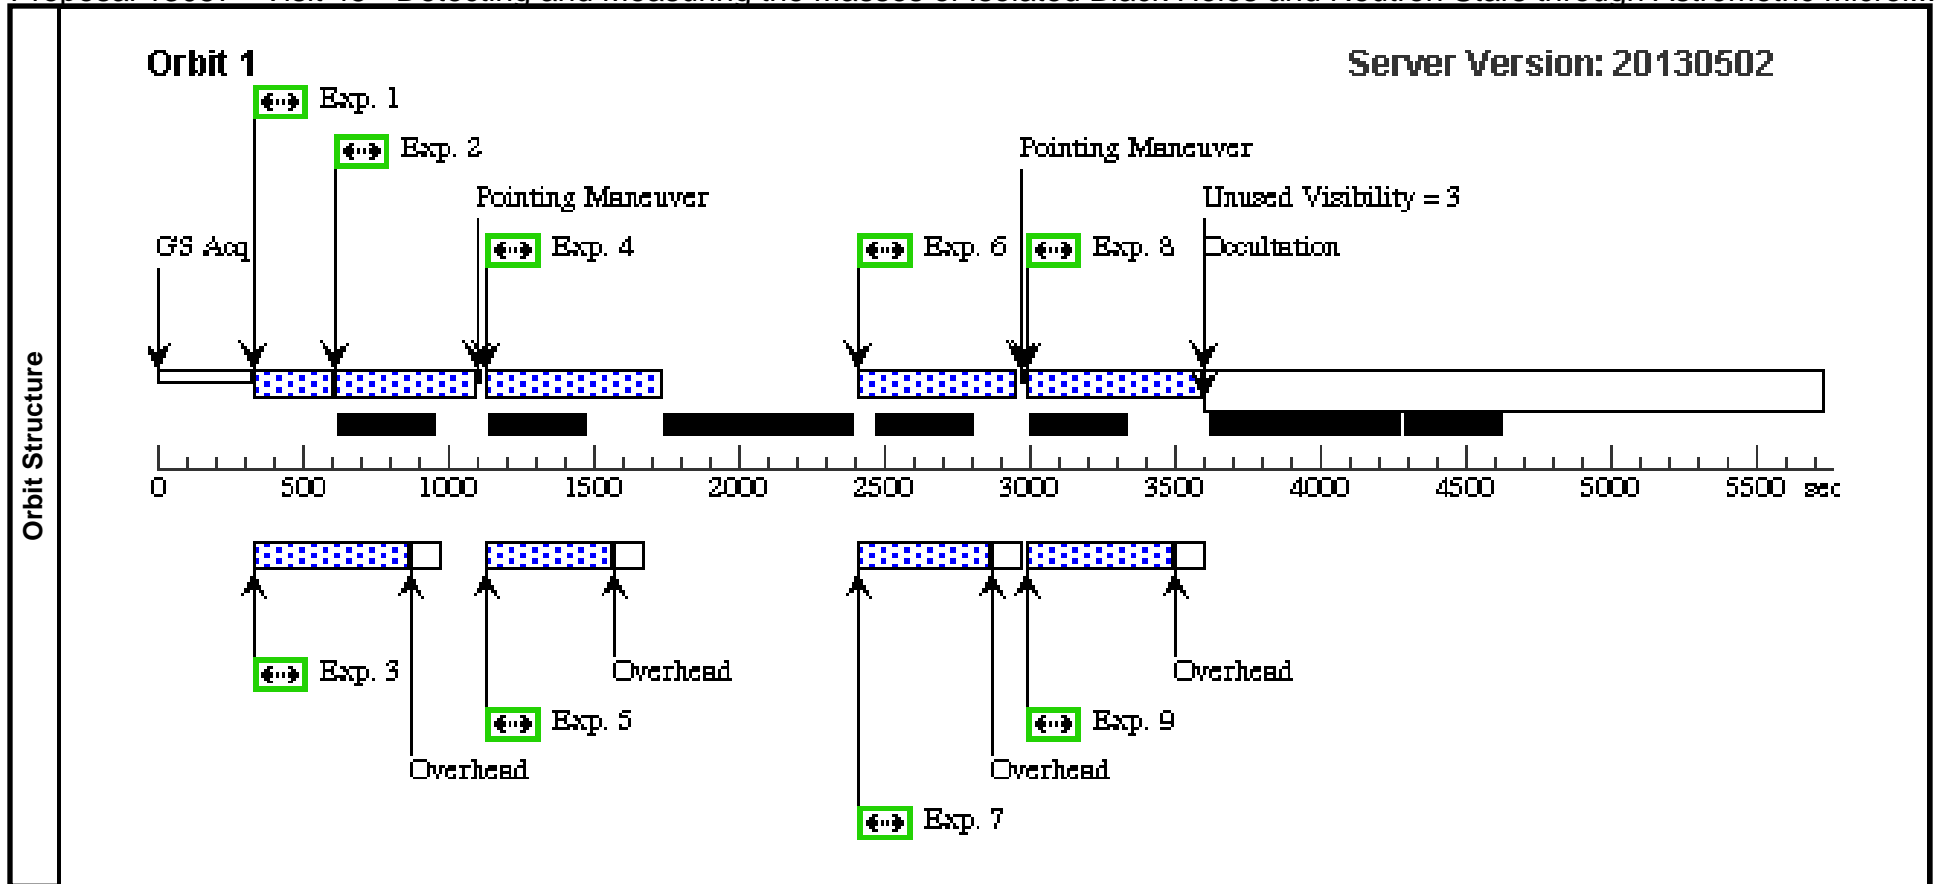 Orbit 1
Server Version: 20130502
Exp. 1
Exp. 2
Pointing Maneuver
Pointing Maneuver
Unused Visibility = 3
GS Acq
Exp. 4
Exp. 6
Exp. 8
Occultation
Orbit Structure
0 500 1000 1500 2000 2500 3000 3500 4000 4500 5000 5500 sec
Exp. 3
Overhead
Overhead
Exp. 5
Exp. 9
Overhead
Overhead
Exp. 7